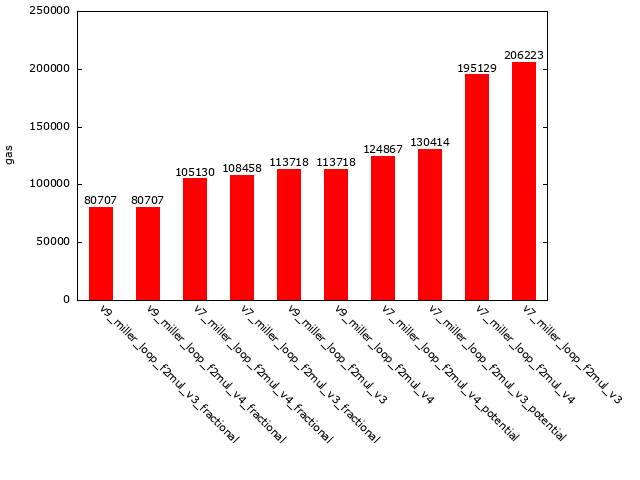 250000
200000
150000
100000
50000
0
gas
80707
80707
105130
108458
113718
113718
124867
130414
195129
206223
v9_miller_loop_f2mul_v3_fractional
v9_miller_loop_f2mul_v4_fractional
v7_miller_loop_f2mul_v4_fractional
v7_miller_loop_f2mul_v3_fractional
v9_miller_loop_f2mul_v3
v9_miller_loop_f2mul_v4
v7_miller_loop_f2mul_v4_potential
v7_miller_loop_f2mul_v3_potential
v7_miller_loop_f2mul_v4
v7_miller_loop_f2mul_v3